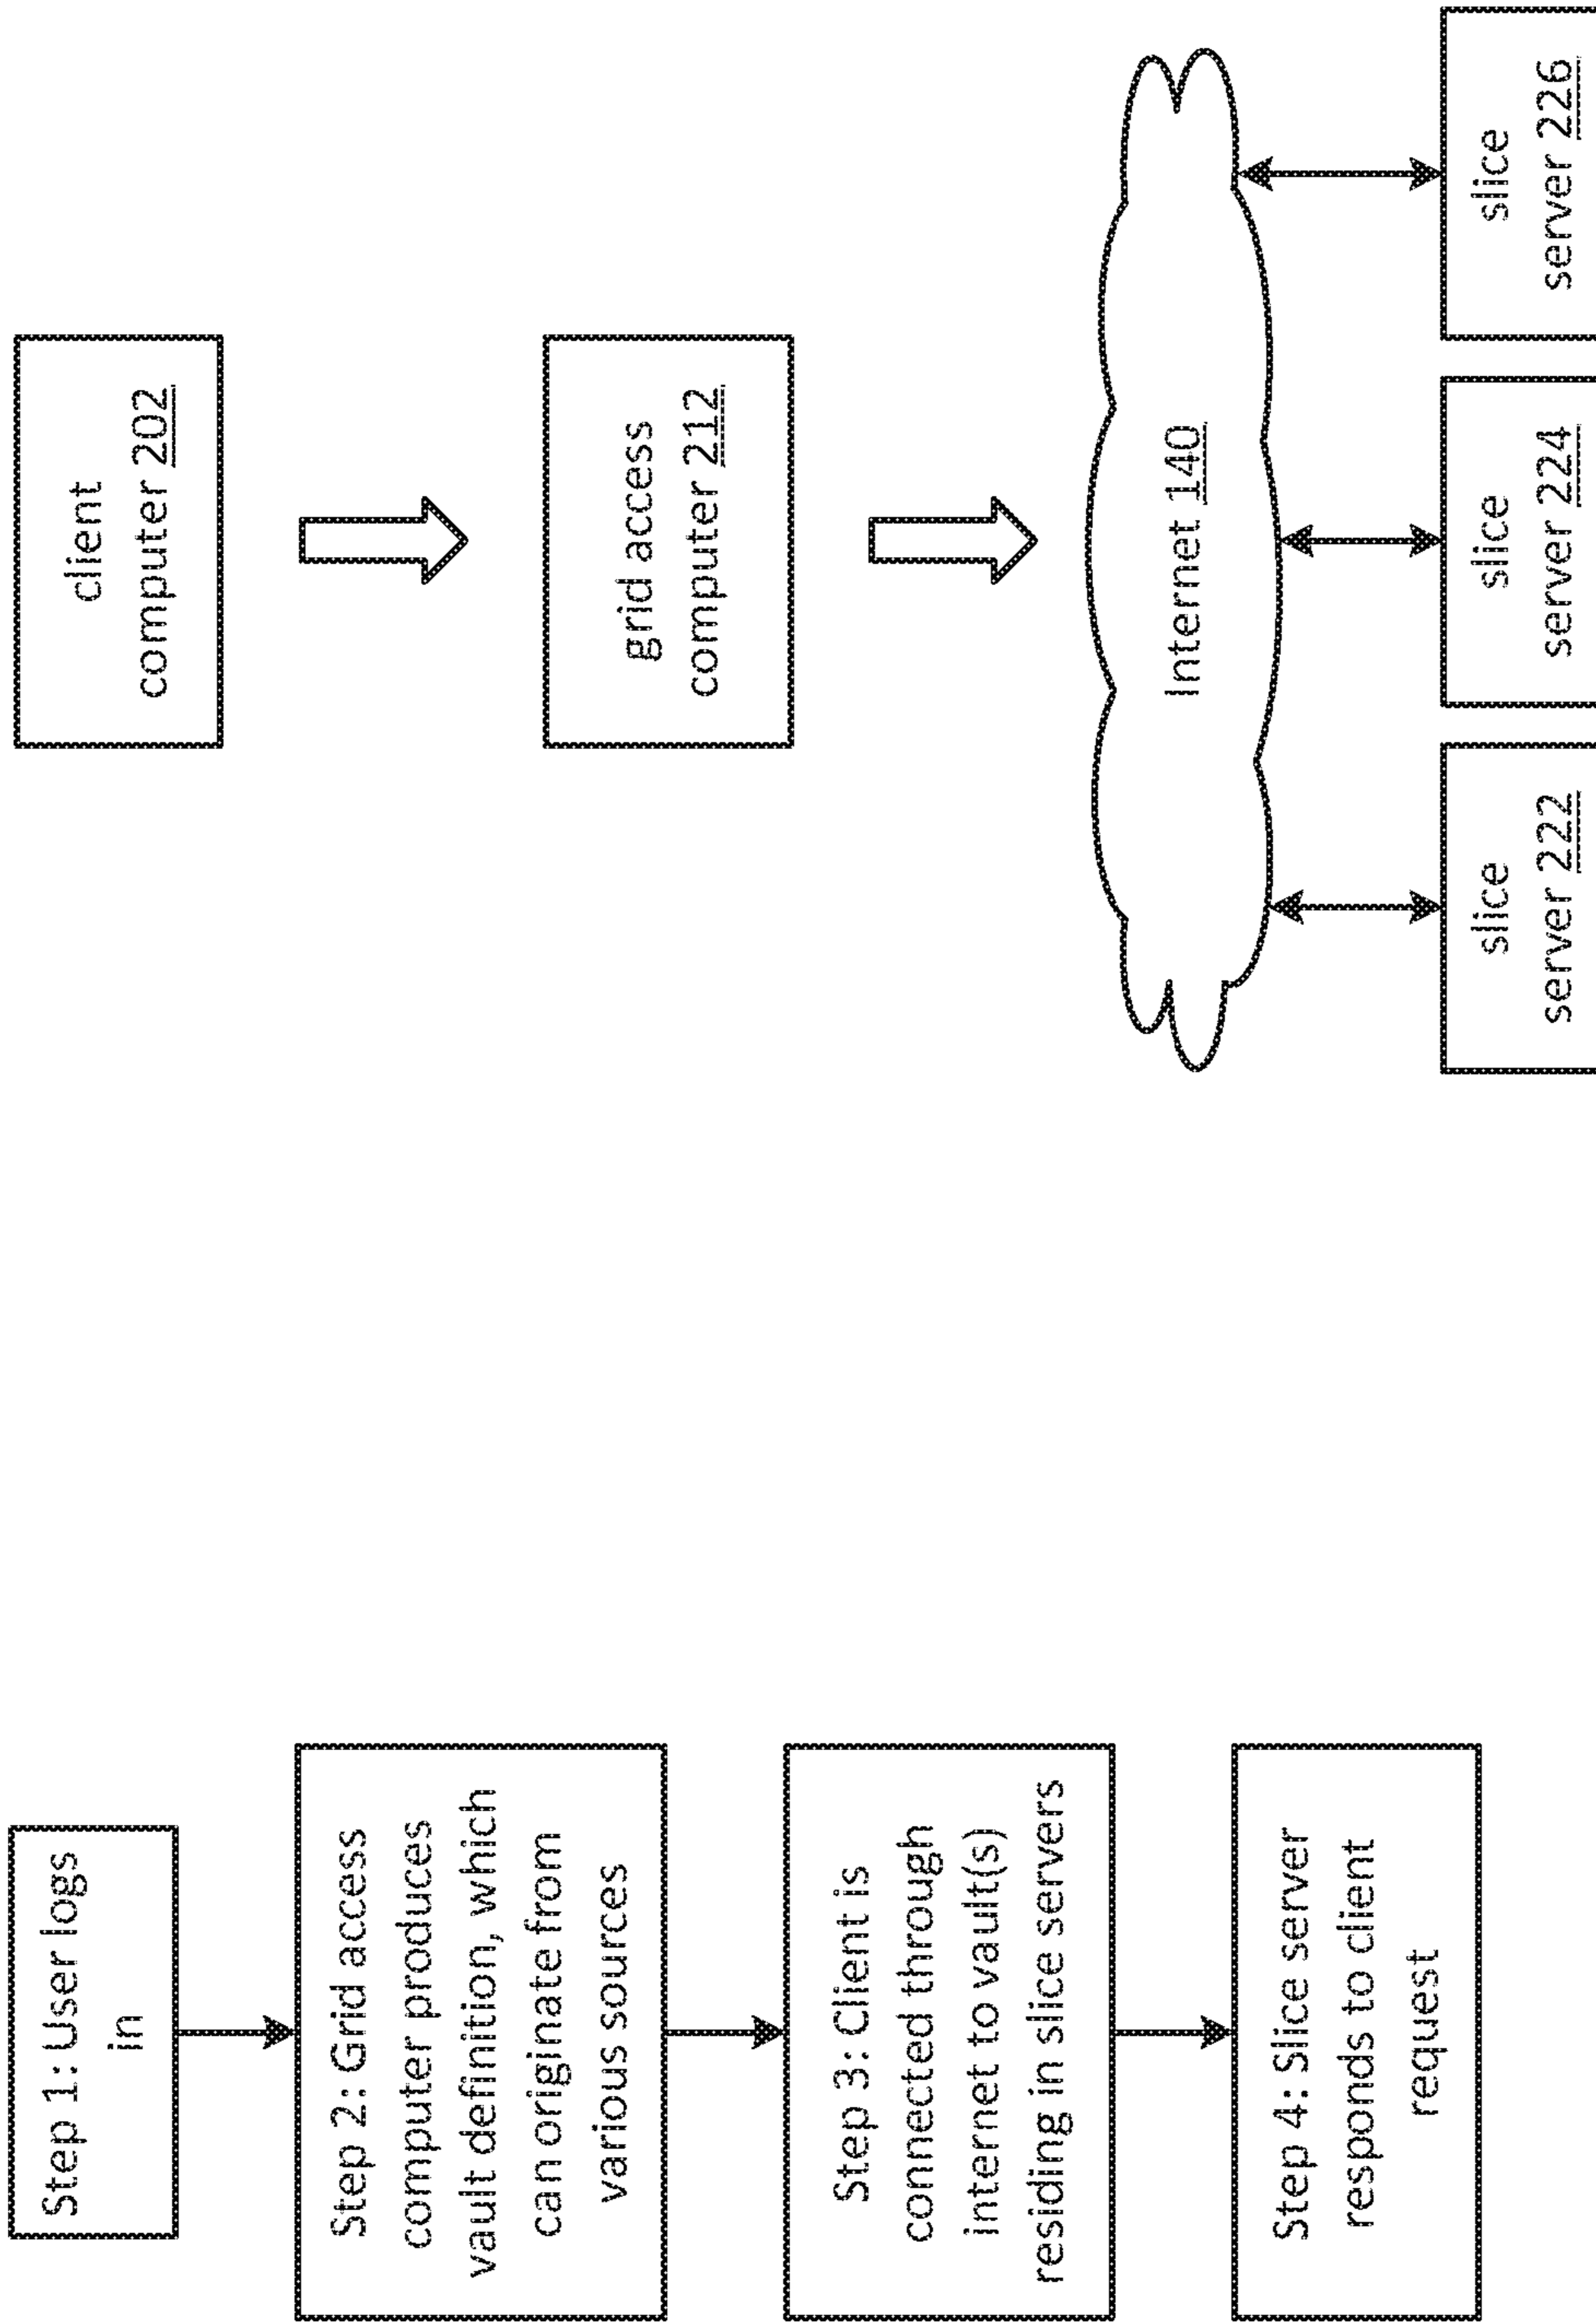 Step 1: User logs
in
Step 2: Grid access
computer produces
vault definition, which
can originate from
various sources
Step 3: Client is
connected through
internet to vault(s)
residing in slice servers
Step 4: Slice server
responds to client
request
client
computer 202
grid access
computer 212
Internet 140
slice
server 222
slice
server 224
slice
server 226